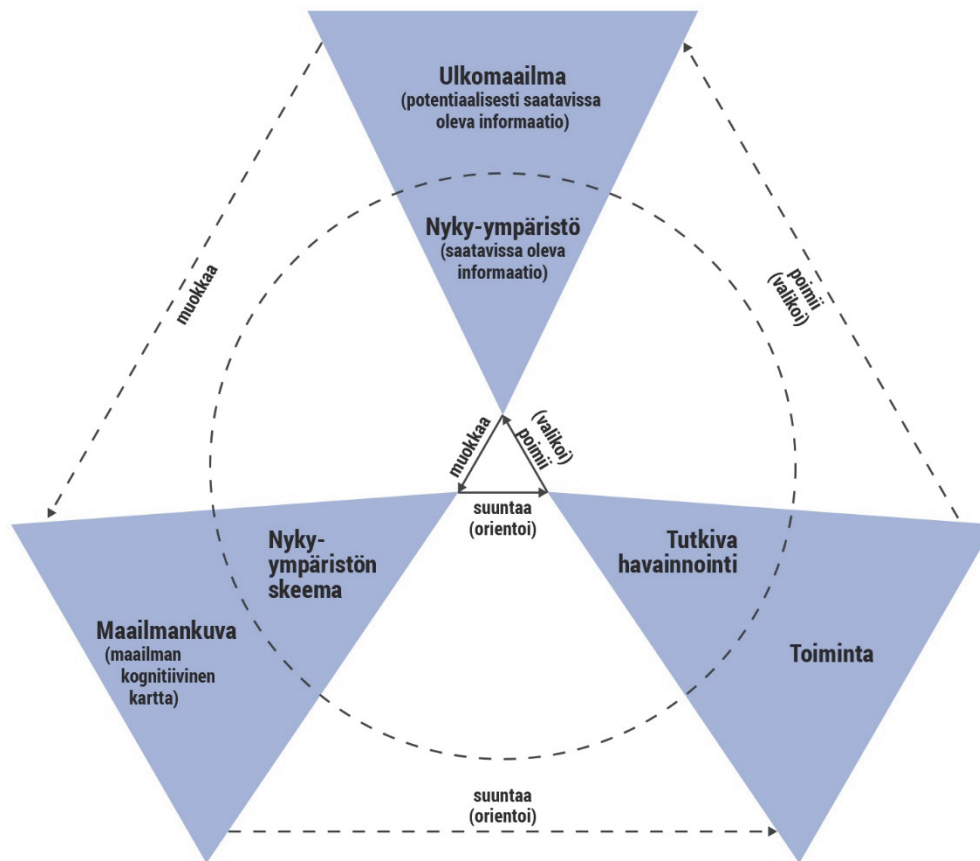 Ulkomaailma
(potentiaalisesti saatavissa
oleva informaatio)
Nyky-ympäristö
(saatavissa oleva
informaatio)
muokkaa
poimii
(valikoi)
muokkaa
(valikoi)
poimii
suuntaa
(orientoi)
Nyky-
ympäristön
skeema
Tutkiva
havainnointi
Maailmankuva
(maailman
kognitiivinen
kartta)
Toiminta
suuntaa
(orientoi)